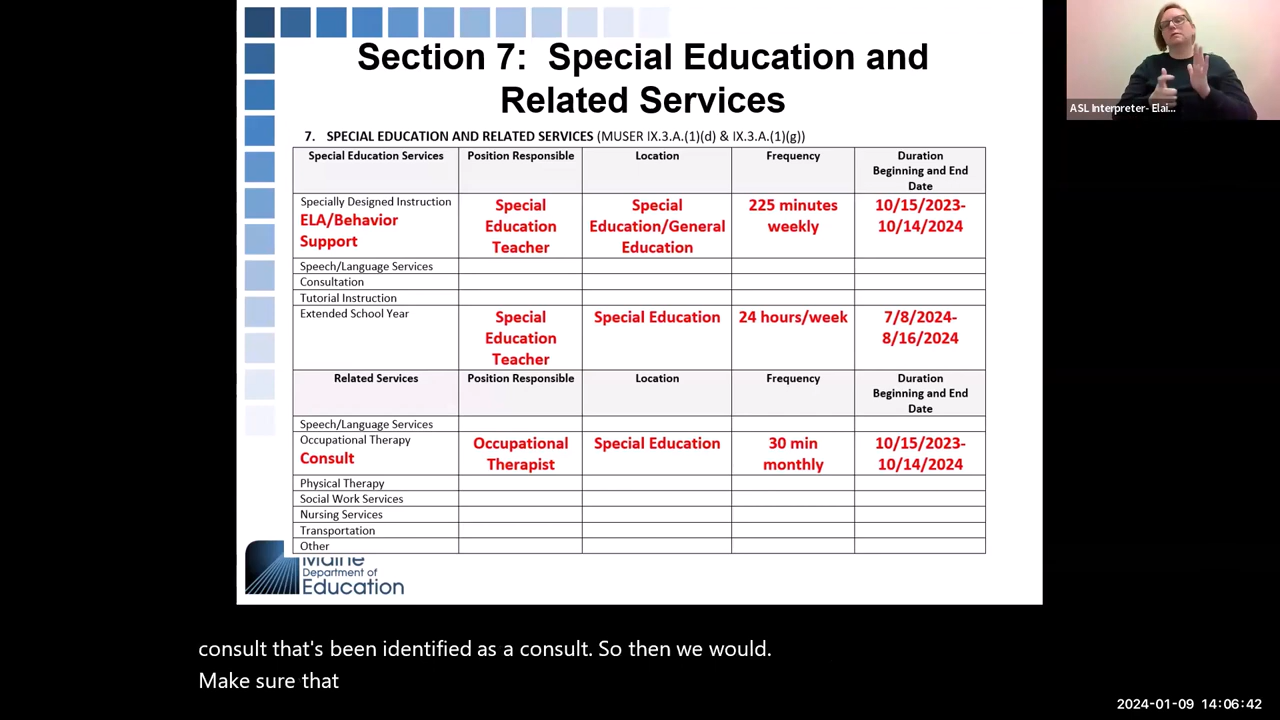 Section 7:  Special Education and
Related Services
7.  SPECIAL EDUCATION AND RELATED SERVICES (MUSER IX.3.A.(1)(d) & IX.3.A.(1)(g))
Special Education Services
Position Responsible
Location
Frequency
Duration
Beginning and End
Date
Specially Designed Instruction
ELA/Behavior
Support
Special
Education
Teacher
Special
Education/General
Education
225 minutes
weekly
10/15/2023-
10/14/2024
Speech/Language Services
Consultation
Tutorial Instruction
Extended School Year
Special
Education
Teacher
Special Education
24 hours/week
7/8/2024-
8/16/2024
Related Services
Position Responsible
Location
Frequency
Duration
Beginning and End
Date
Speech/Language Services
Occupational Therapy
Consult
Occupational
Therapist
Special Education
30 min
monthly
10/15/2023-
10/14/2024
Physical Therapy
Social Work Services
Nursing Services
Transportation
Other
Maine
Department of
Education
ASL Interpreter- Elai...
consult that's been identified as a consult. So then we would.
Make sure that
2024-01-09 14:06:42